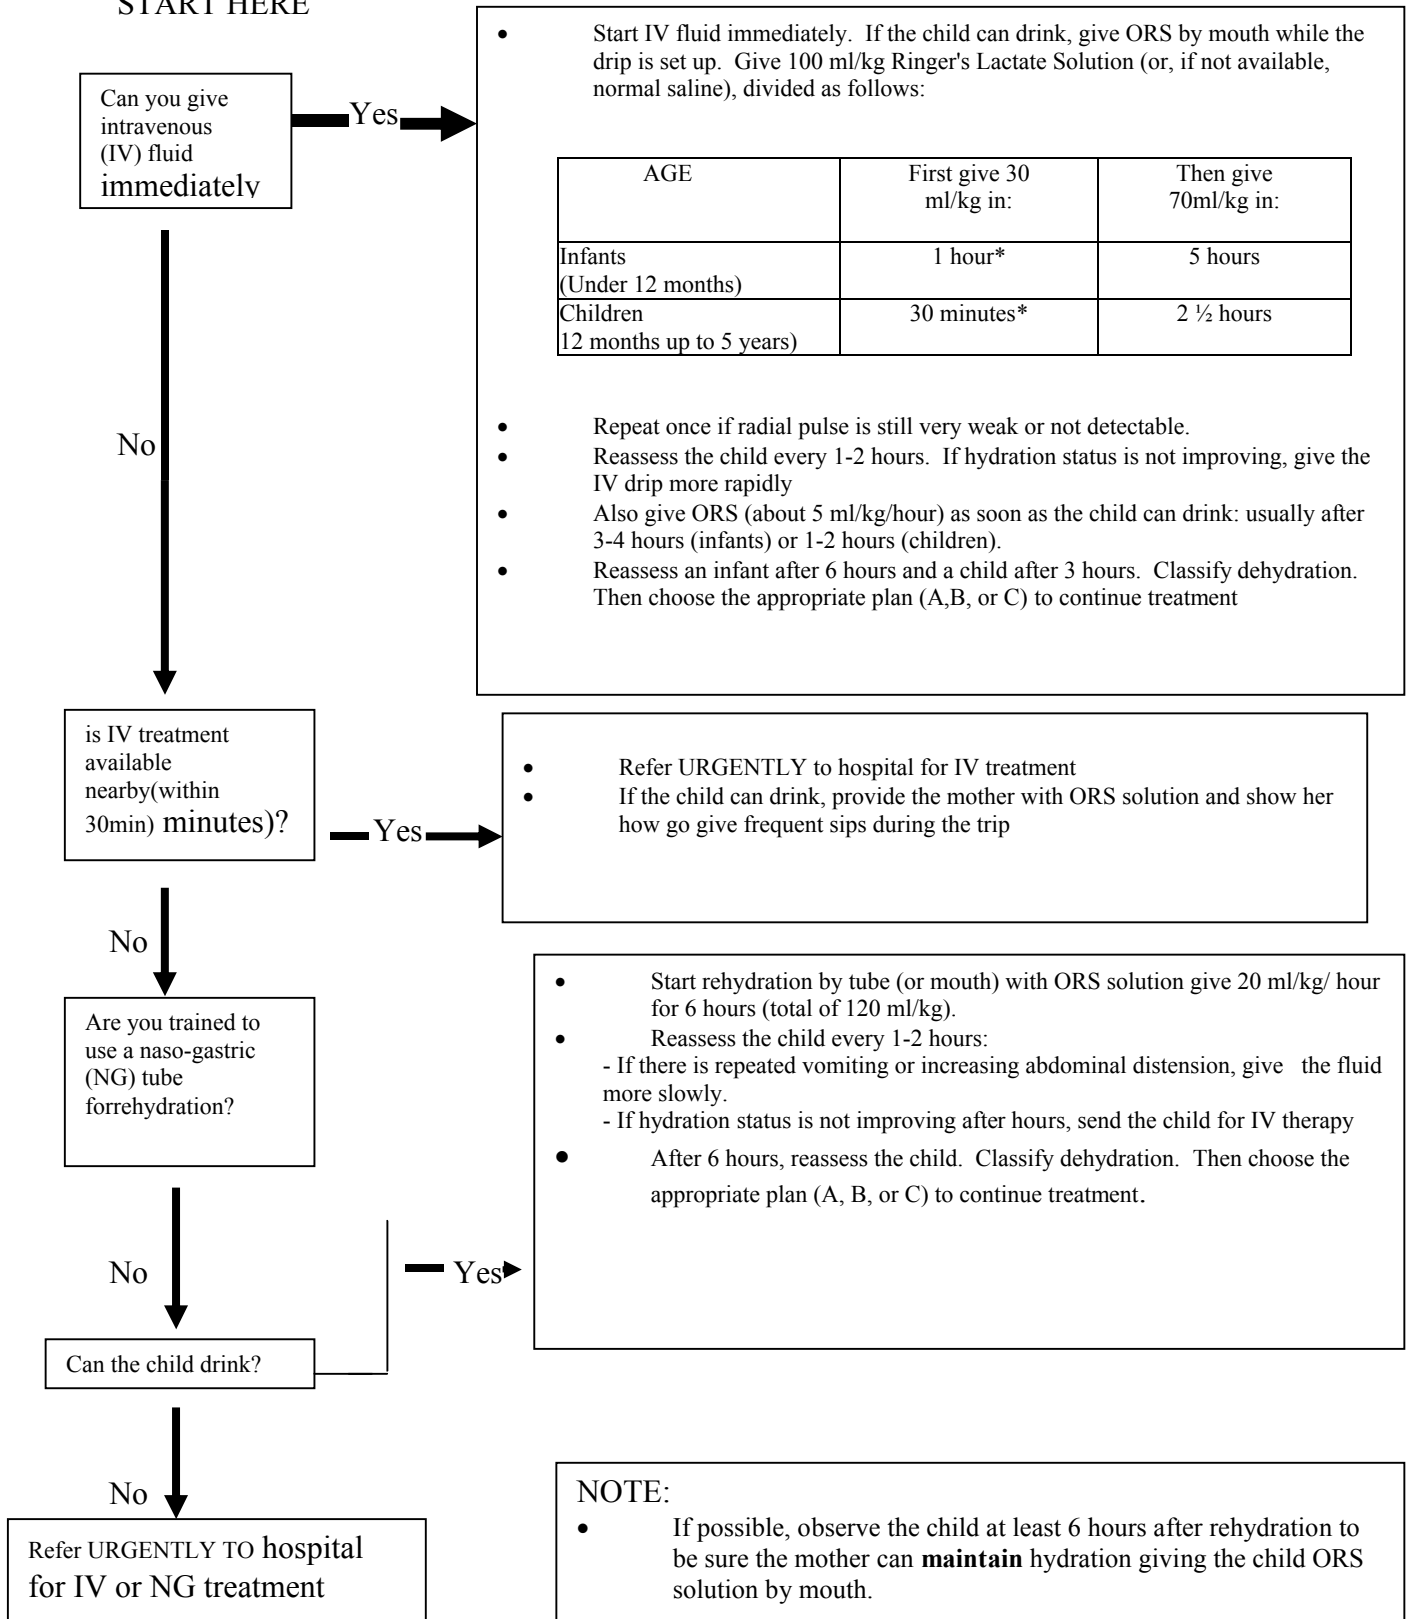 START HERE
Can you give
intravenous
(IV) fluid
immediately
Yes
• Start IV fluid immediately. If the child can drink, give ORS by mouth while the
drip is set up. Give 100 ml/kg Ringer's Lactate Solution (or, if not available,
normal saline), divided as follows:
AGE First give 30 Then give
ml/kg in: 70ml/kg in:
Infants 1 hour* 5 hours
(Under 12 months)
Children 30 minutes* 2 ½ hours
12 months up to 5 years)
• Repeat once if radial pulse is still very weak or not detectable.
• Reassess the child every 1-2 hours. If hydration status is not improving, give the
IV drip more rapidly
• Also give ORS (about 5 ml/kg/hour) as soon as the child can drink: usually after
3-4 hours (infants) or 1-2 hours (children).
• Reassess an infant after 6 hours and a child after 3 hours. Classify dehydration.
Then choose the appropriate plan (A,B, or C) to continue treatment
No
is IV treatment
available
nearby(within
30min) minutes)?
Yes
• Refer URGENTLY to hospital for IV treatment
• If the child can drink, provide the mother with ORS solution and show her
how go give frequent sips during the trip
No
Are you trained to
use a naso-gastric
(NG) tube
forrehydration?
• Start rehydration by tube (or mouth) with ORS solution give 20 ml/kg/ hour
for 6 hours (total of 120 ml/kg).
• Reassess the child every 1-2 hours:
- If there is repeated vomiting or increasing abdominal distension, give the fluid
more slowly.
- If hydration status is not improving after hours, send the child for IV therapy
• After 6 hours, reassess the child. Classify dehydration. Then choose the
appropriate plan (A, B, or C) to continue treatment.
No
Yes
Can the child drink?
No
Refer URGENTLY TO hospital
for IV or NG treatment
NOTE:
• If possible, observe the child at least 6 hours after rehydration to
be sure the mother can maintain hydration giving the child ORS
solution by mouth.